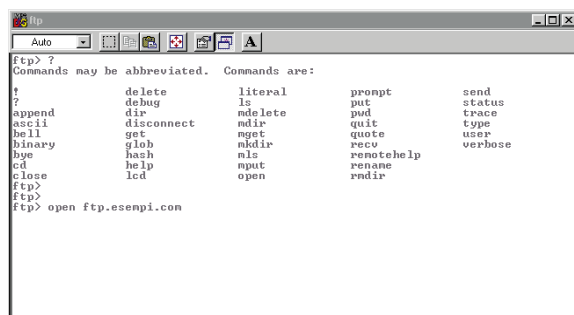 ftp
Auto A
ftp> ?
Commands may be abbreviated. Commands are:
! delete literal prompt send
? debug ls put status
append dir mdelete pwd trace
ascii disconnect mdir quit type
bell get mget quote user
binary glob mkdir recv verbose
bye hash mls remotehelp
cd help mput rename
close lcd open rmdir
ftp>
ftp>
ftp> open ftp.esempi.com